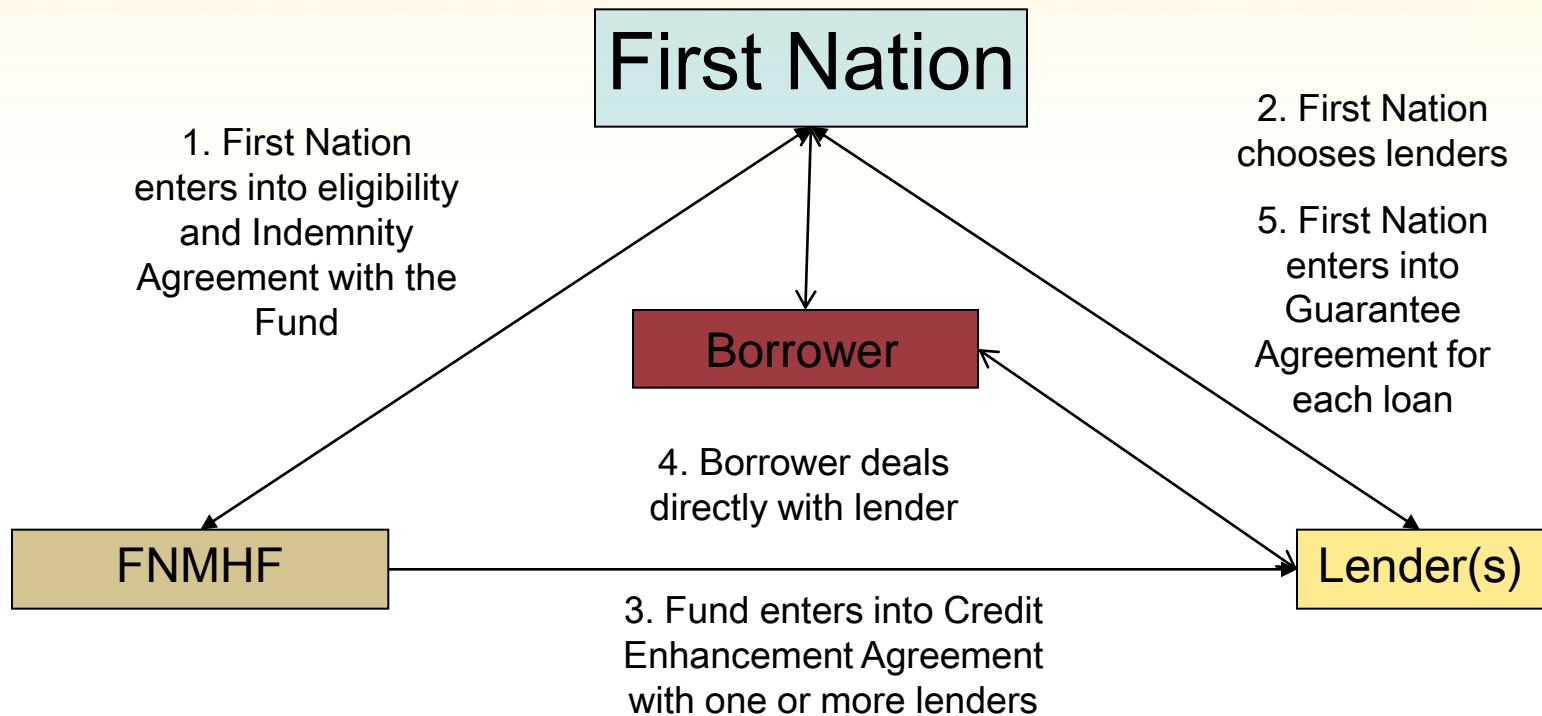 First Nation
1. First Nation
enters into eligibility
and Indemnity
Agreement with the
Fund
2. First Nation
chooses lenders
5. First Nation
enters into
Guarantee
Agreement for
each loan
Borrower
4. Borrower deals
directly with lender
FNMHF
Lender(s)
3. Fund enters into Credit
Enhancement Agreement
with one or more lenders